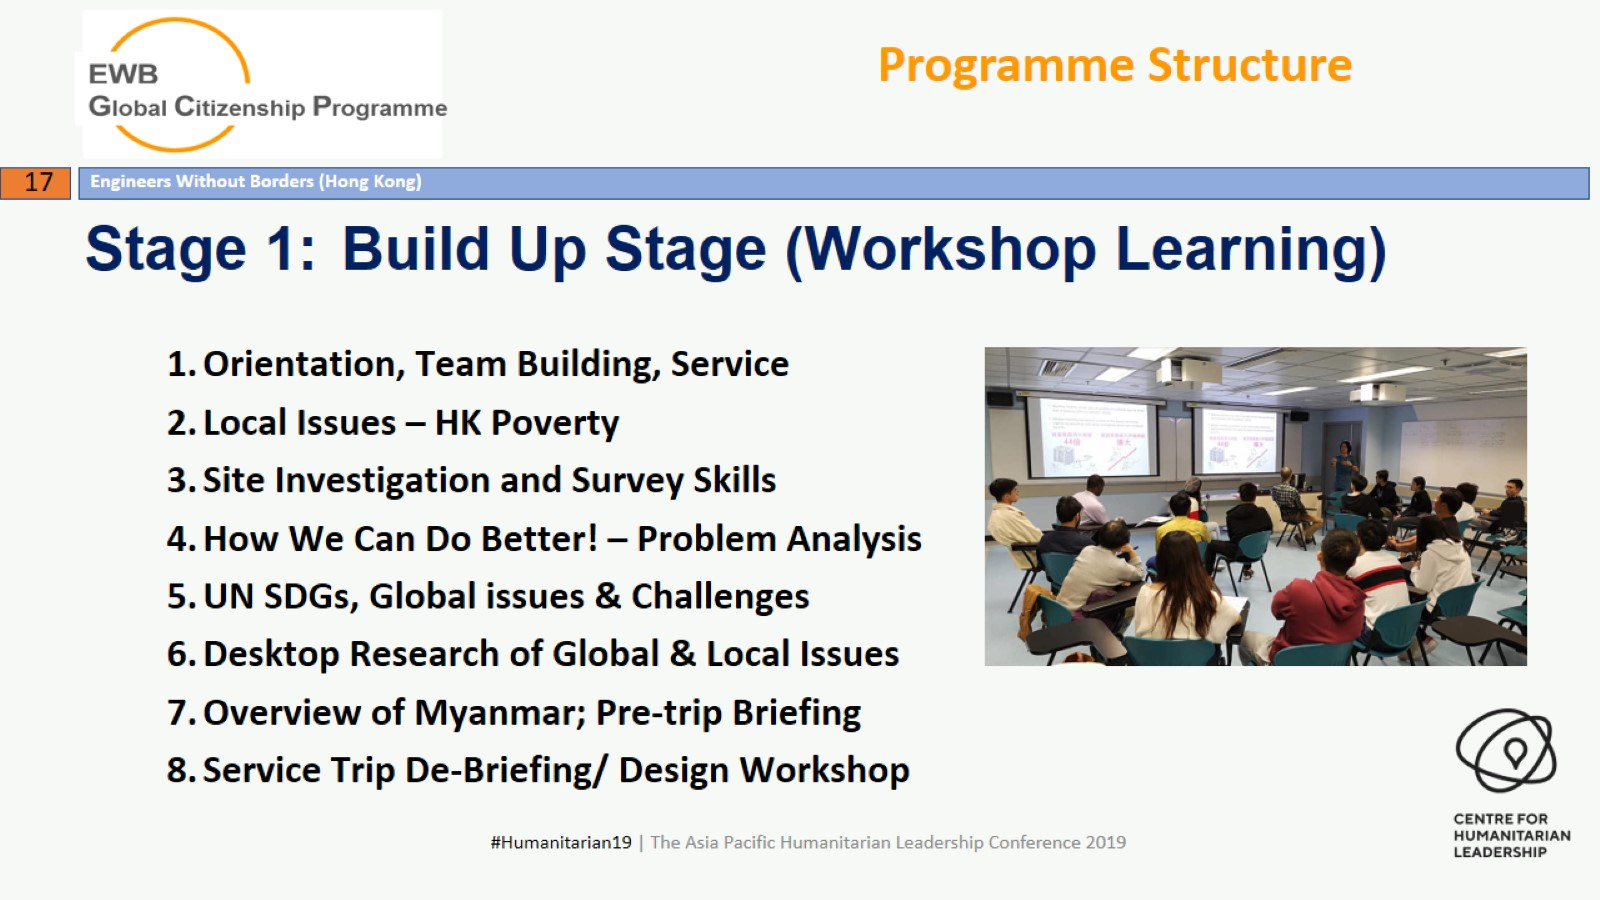 EWB
Global Citizenship Programme
Programme Structure
17
Engineers Without Borders (Hong Kong)
Stage 1: Build Up Stage (Workshop Learning)
1. Orientation, Team Building, Service
2. Local Issues – HK Poverty
3. Site Investigation and Survey Skills
4. How We Can Do Better! – Problem Analysis
5. UN SDGs, Global issues & Challenges
6. Desktop Research of Global & Local Issues
7. Overview of Myanmar; Pre-trip Briefing
8. Service Trip De-Briefing/ Design Workshop
#Humanitarian19 | The Asia Pacific Humanitarian Leadership Conference 2019
CENTRE FOR
HUMANITARIAN
LEADERSHIP